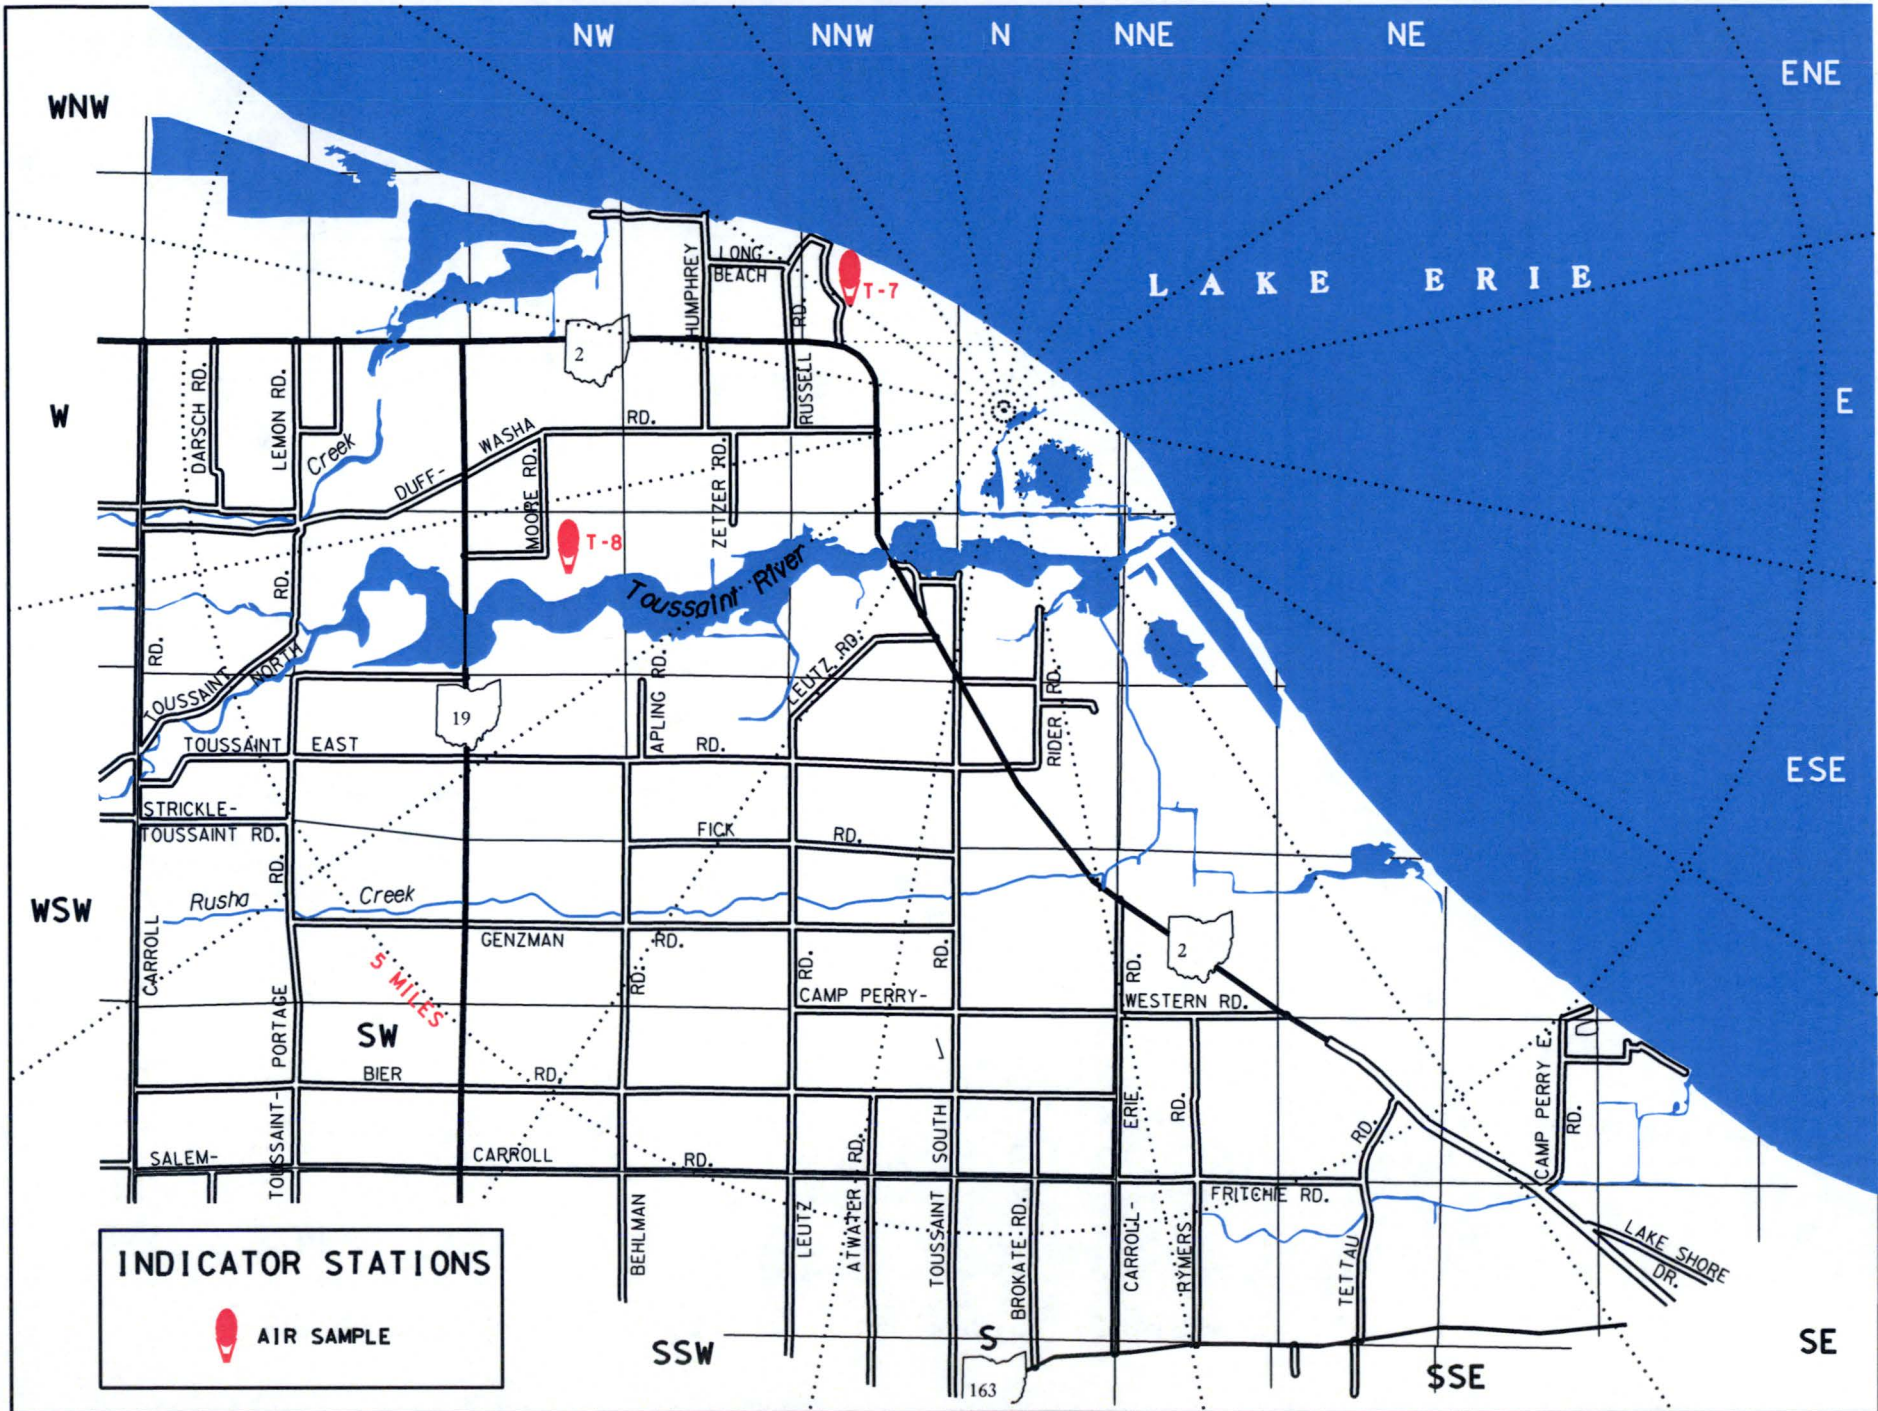 NW
NNW
N
NNE
NE
ENE
WNW
LONG
BEACH
HUMPHREY
RD.
T-7
LAKE ERIE
2
W
DARSCH RD.
LEMON RD.
Creek
DUFF-
WASHA
RD.
RUSSELL
E
MOORE RD.
ZETZER RD.
T-8
Toussaint River
RD.
RD.
TOUSSAINT
NORTH
LEUTZ RD.
APLING RD.
RIDER
RD.
19
TOUSSAINT
EAST
RD.
ESE
STRICKLE-
TOUSSAINT RD.
FICK
RD.
RD.
WSW
Rusha
Creek
CARROLL
GENZMAN
RD.
2
5 MILES
RD.
RD.
RD.
RD.
CAMP PERRY-
WESTERN RD.
SW
PORTAGE
BIER
RD.
CAMP PERRY E.
RD.
TOUSSAINT-
SALEM-
CARROLL
RD.
RD.
SOUTH
ERIE
RD.
RD.
FRITCHIE RD.
INDICATOR STATIONS
AIR SAMPLE
BEHLMAN
LEUTZ
ATWATER
TOUSSAINT
BROKATE RD.
CARROLL-
RYMERS
TETTAU
LAKE SHORE
DR.
SSW
S
163
SSE
SE